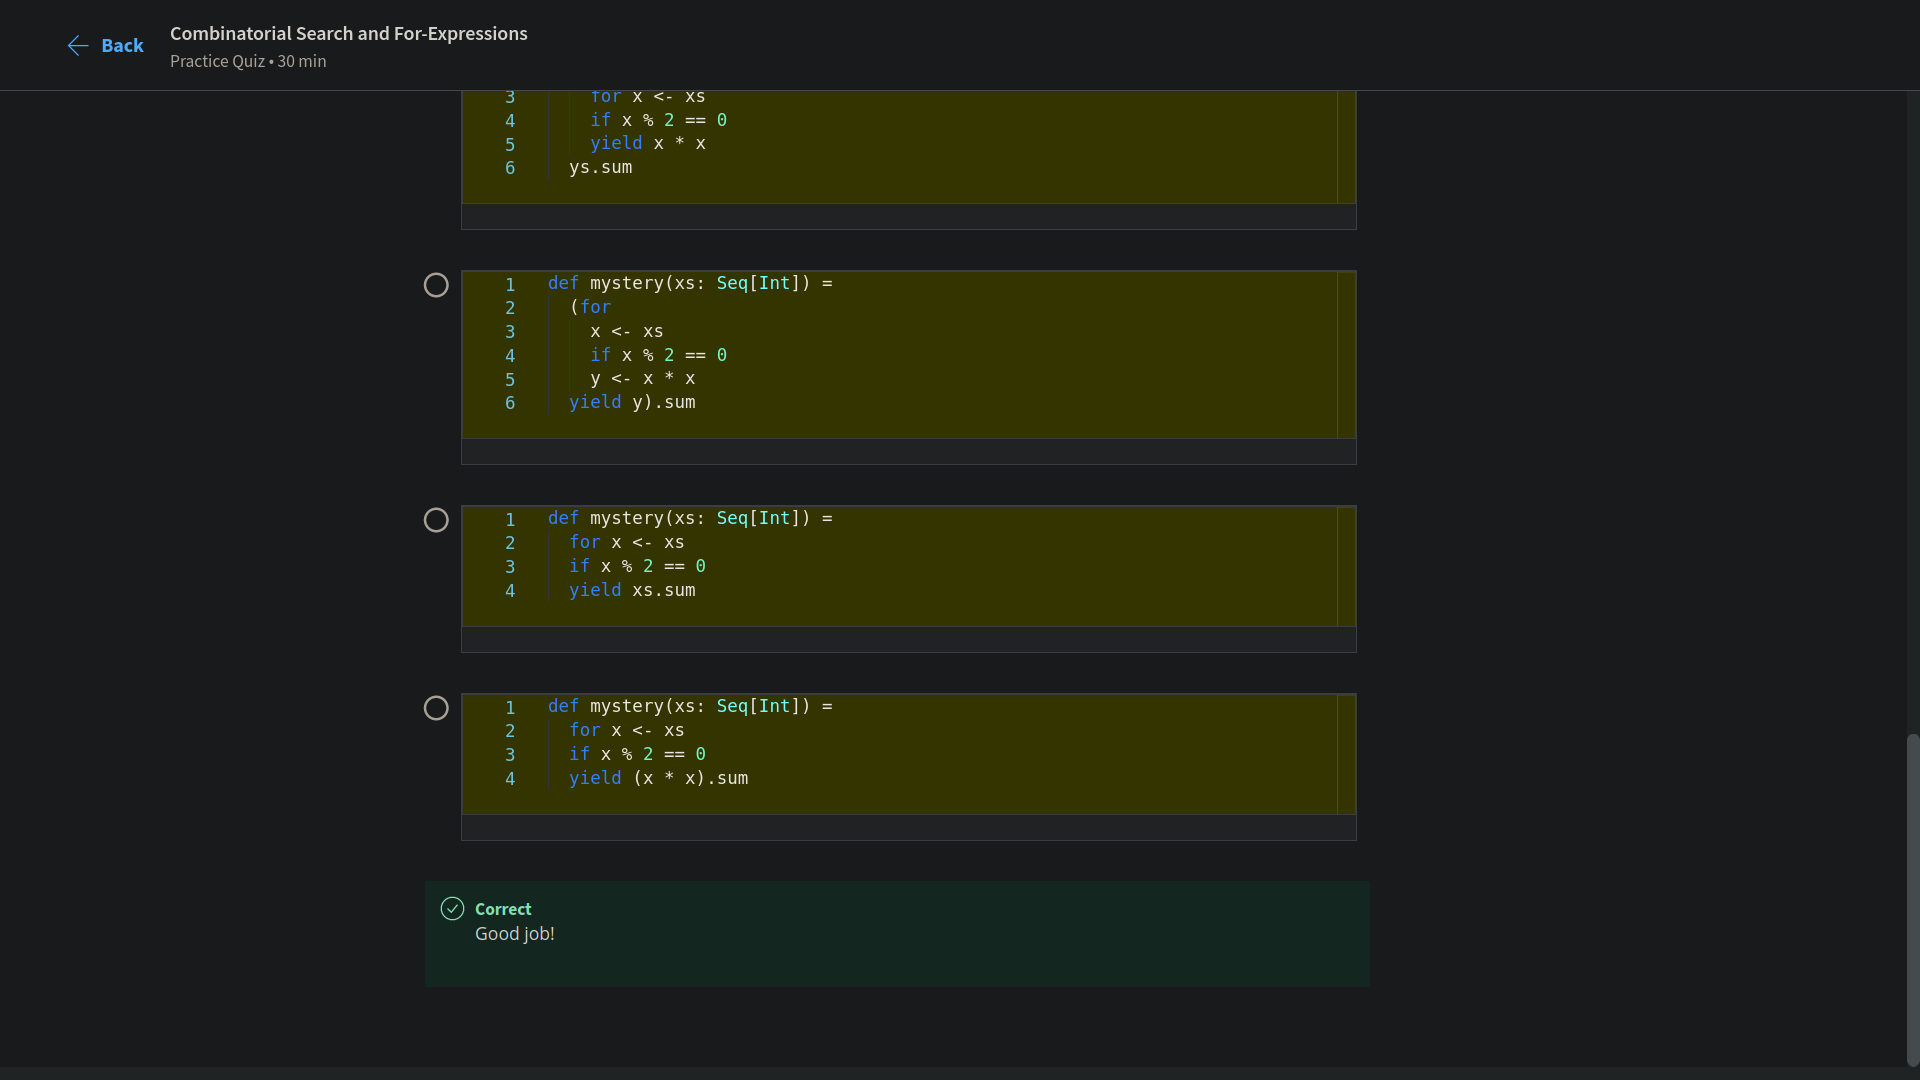 Back
Combinatorial Search and For-Expressions
Practice Quiz • 30 min
3 for x <- xs
4 if x % 2 == 0
5 yield x * x
6 ys.sum
1 def mystery(xs: Seq[Int]) =
2 (for
3 x <- xs
4 if x % 2 == 0
5 y <- x * x
6 yield y).sum
1 def mystery(xs: Seq[Int]) =
2 for x <- xs
3 if x % 2 == 0
4 yield xs.sum
1 def mystery(xs: Seq[Int]) =
2 for x <- xs
3 if x % 2 == 0
4 yield (x * x).sum
Correct
Good job!